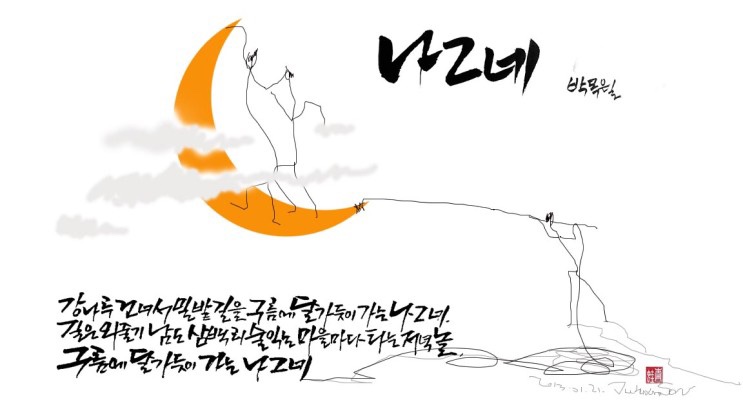 나그네
박목월
강나루 건너서 밀밭 길을 구름에 달 가듯이 가는 나그네.
길은 외줄기 남도 삼백리 술 익는 마을마다 타는 저녁놀.
구름에 달 가듯이 가는 나그네
2013. 01. 21.